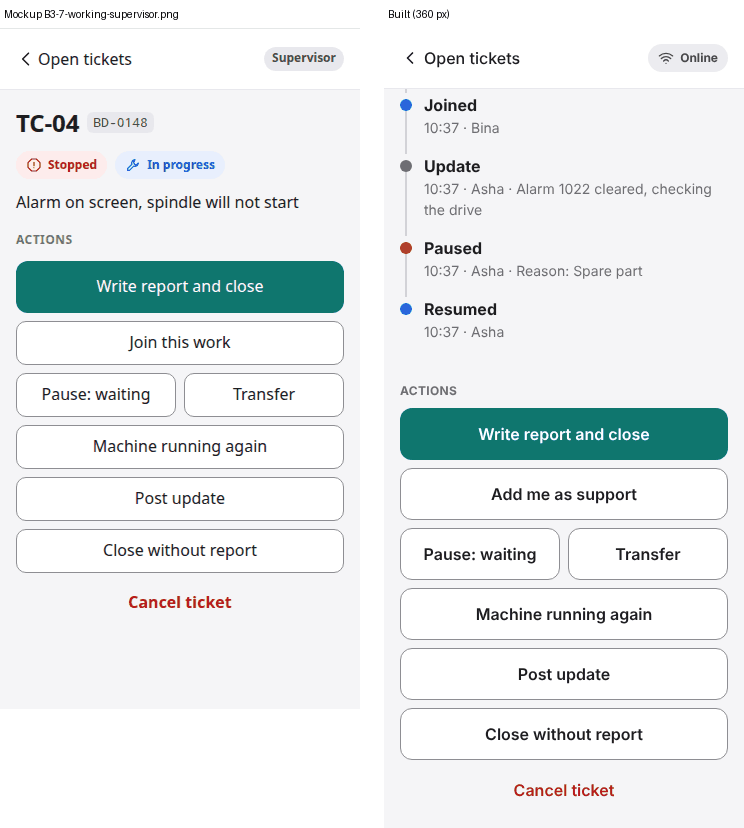 Mockup B3-7-working-supervisor.png
Open tickets
Supervisor
TC-04
BD-0148
Stopped
In progress
Alarm on screen, spindle will not start
ACTIONS
Write report and close
Join this work
Pause: waiting
Transfer
Machine running again
Post update
Close without report
Cancel ticket
Built (360 px)
Open tickets
Online
Joined
10:37 · Bina
Update
10:37 · Asha · Alarm 1022 cleared, checking
the drive
Paused
10:37 · Asha · Reason: Spare part
Resumed
10:37 · Asha
ACTIONS
Write report and close
Add me as support
Pause: waiting
Transfer
Machine running again
Post update
Close without report
Cancel ticket